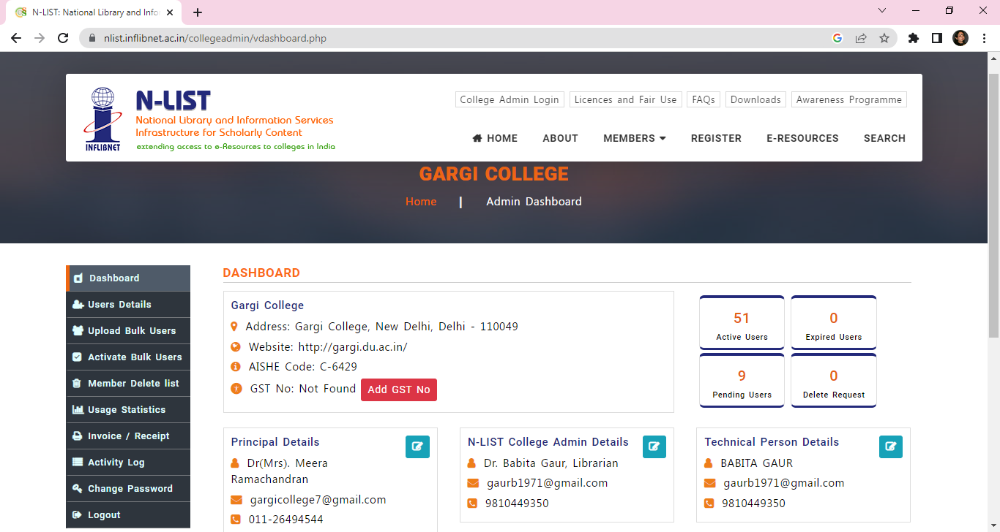 N-LIST: National Library and Info
nlist.inflibnet.ac.in/collegeadmin/vdashboard.php
INFLIBNET
N-LIST
National Library and Information Services
Infrastructure for Scholarly Content
extending access to e-Resources to colleges in India
College Admin Login
Licences and Fair Use
FAQs
Downloads
Awareness Programme
HOME
ABOUT
MEMBERS
REGISTER
E-RESOURCES
SEARCH
GARGI COLLEGE
Home | Admin Dashboard
Dashboard
Users Details
Upload Bulk Users
Activate Bulk Users
Member Delete list
Usage Statistics
Invoice / Receipt
Activity Log
Change Password
Logout
DASHBOARD
Gargi College
Address: Gargi College, New Delhi, Delhi - 110049
Website: http://gargi.du.ac.in/
AISHE Code: C-6429
GST No: Not Found Add GST No
51
Active Users
0
Expired Users
9
Pending Users
0
Delete Request
Principal Details
Dr(Mrs). Meera
Ramachandran
gargicollege7@gmail.com
011-26494544
N-LIST College Admin Details
Dr. Babita Gaur, Librarian
gaurb1971@gmail.com
9810449350
Technical Person Details
BABITA GAUR
gaurb1971@gmail.com
9810449350